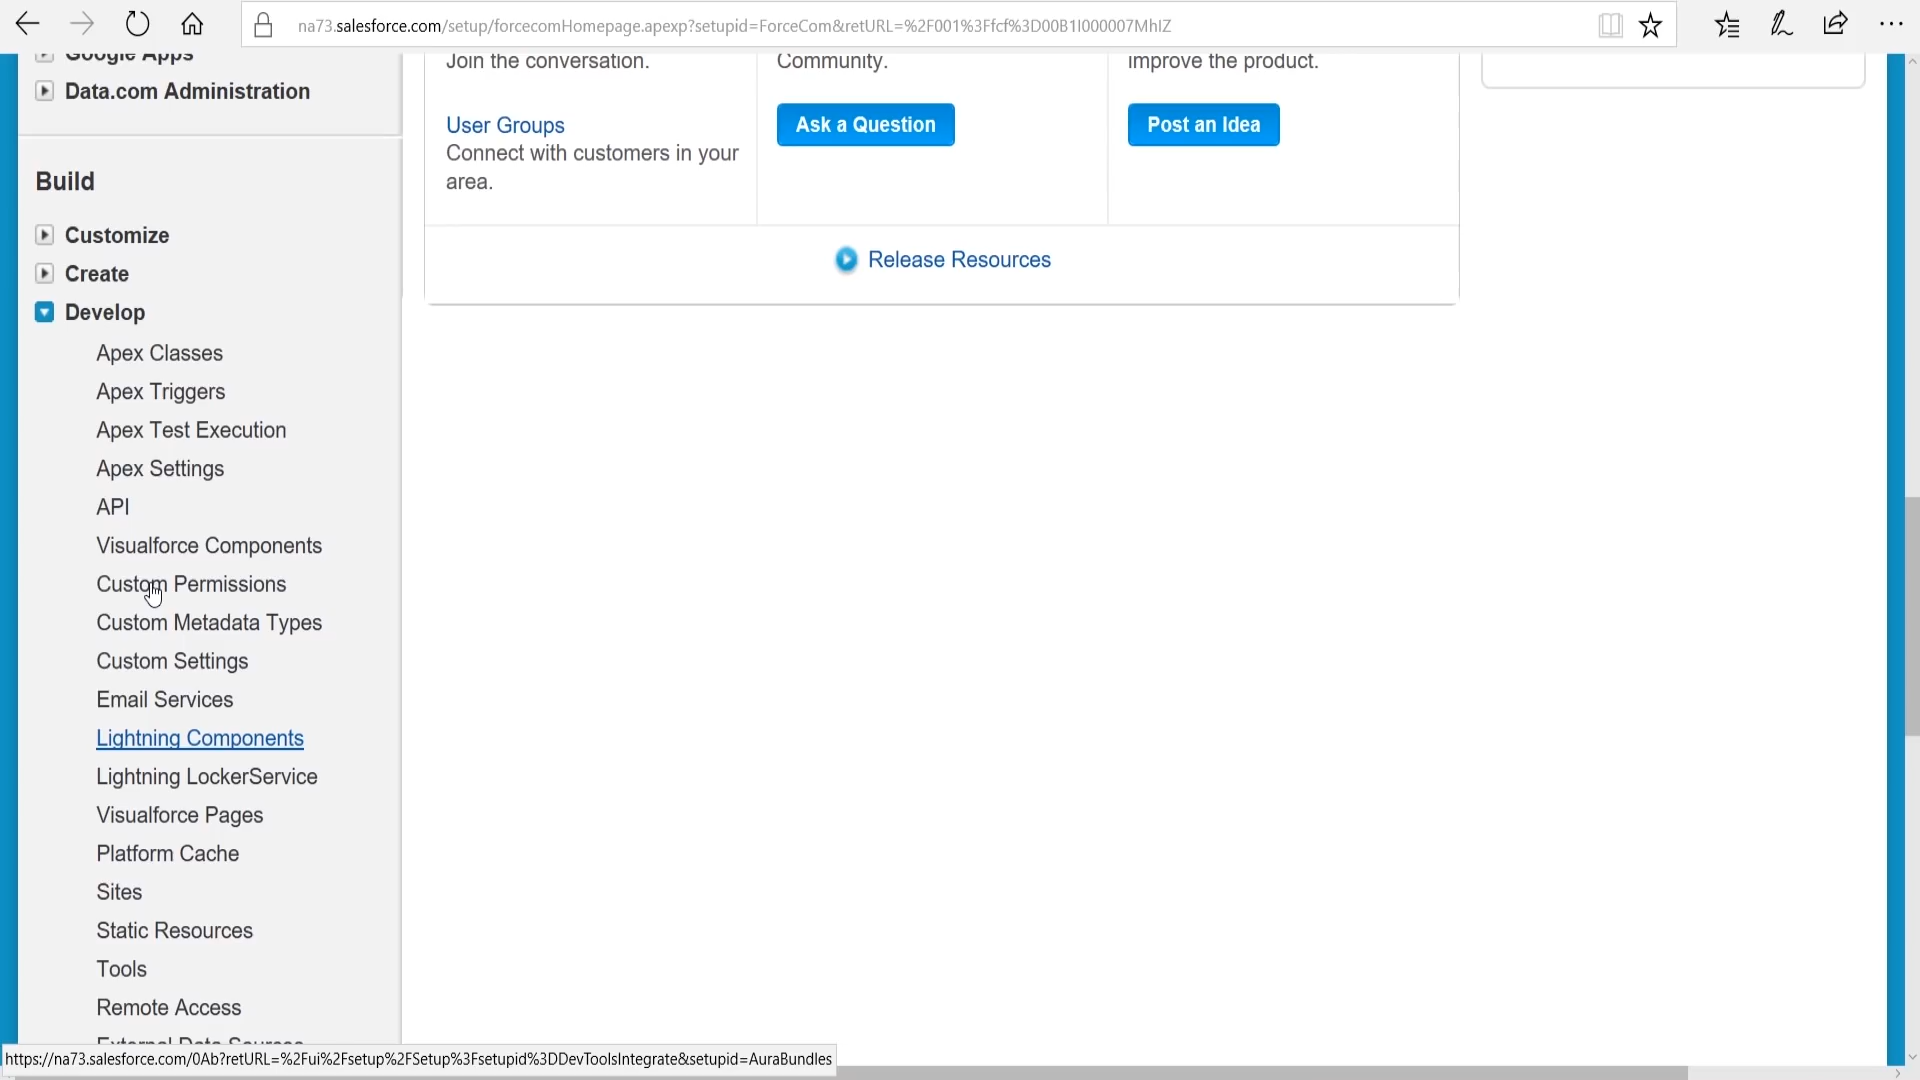 na73.salesforce.com/setup/forcecomHomepage.apexp?setupid=ForceCom&retURL=%2F001%3Ffcf%3D00B1I000007MhIZ
Google Apps
Data.com Administration
Build
Customize
Create
Develop
Apex Classes
Apex Triggers
Apex Test Execution
Apex Settings
API
Visualforce Components
Custom Permissions
Custom Metadata Types
Custom Settings
Email Services
Lightning Components
Lightning LockerService
Visualforce Pages
Platform Cache
Sites
Static Resources
Tools
Remote Access
External Data Sources
Join the conversation.
User Groups
Connect with customers in your
area.
Community.
Ask a Question
improve the product.
Post an Idea
Release Resources
https://na73.salesforce.com/0Ab?retURL=%2Fui%2Fsetup%2FSetup%3Fsetupid%3DDevToolsIntegrate&setupid=AuraBundles